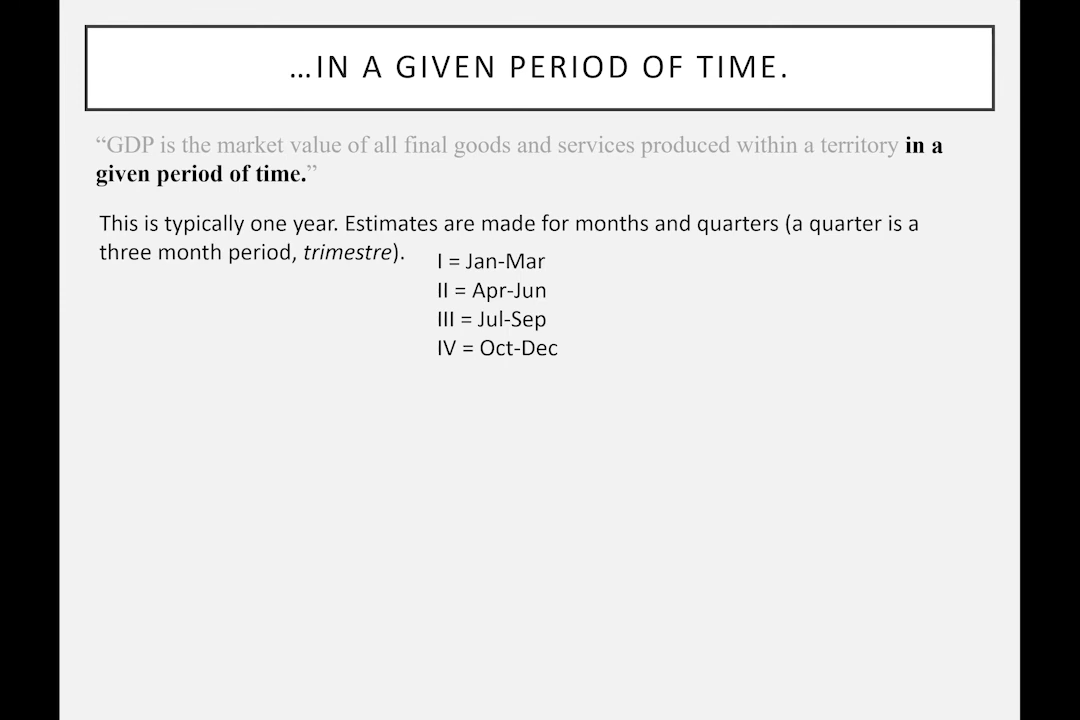 …IN A GIVEN PERIOD OF TIME.
“GDP is the market value of all final goods and services produced within a territory in a
given period of time.”
This is typically one year. Estimates are made for months and quarters (a quarter is a
three month period, trimestre).
I = Jan-Mar
II = Apr-Jun
III = Jul-Sep
IV = Oct-Dec